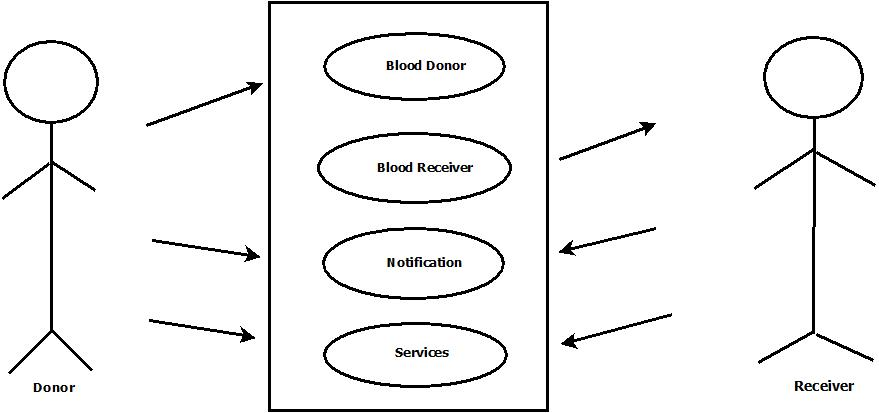 Blood Donor
Blood Receiver
Notification
Services
Donor
Receiver